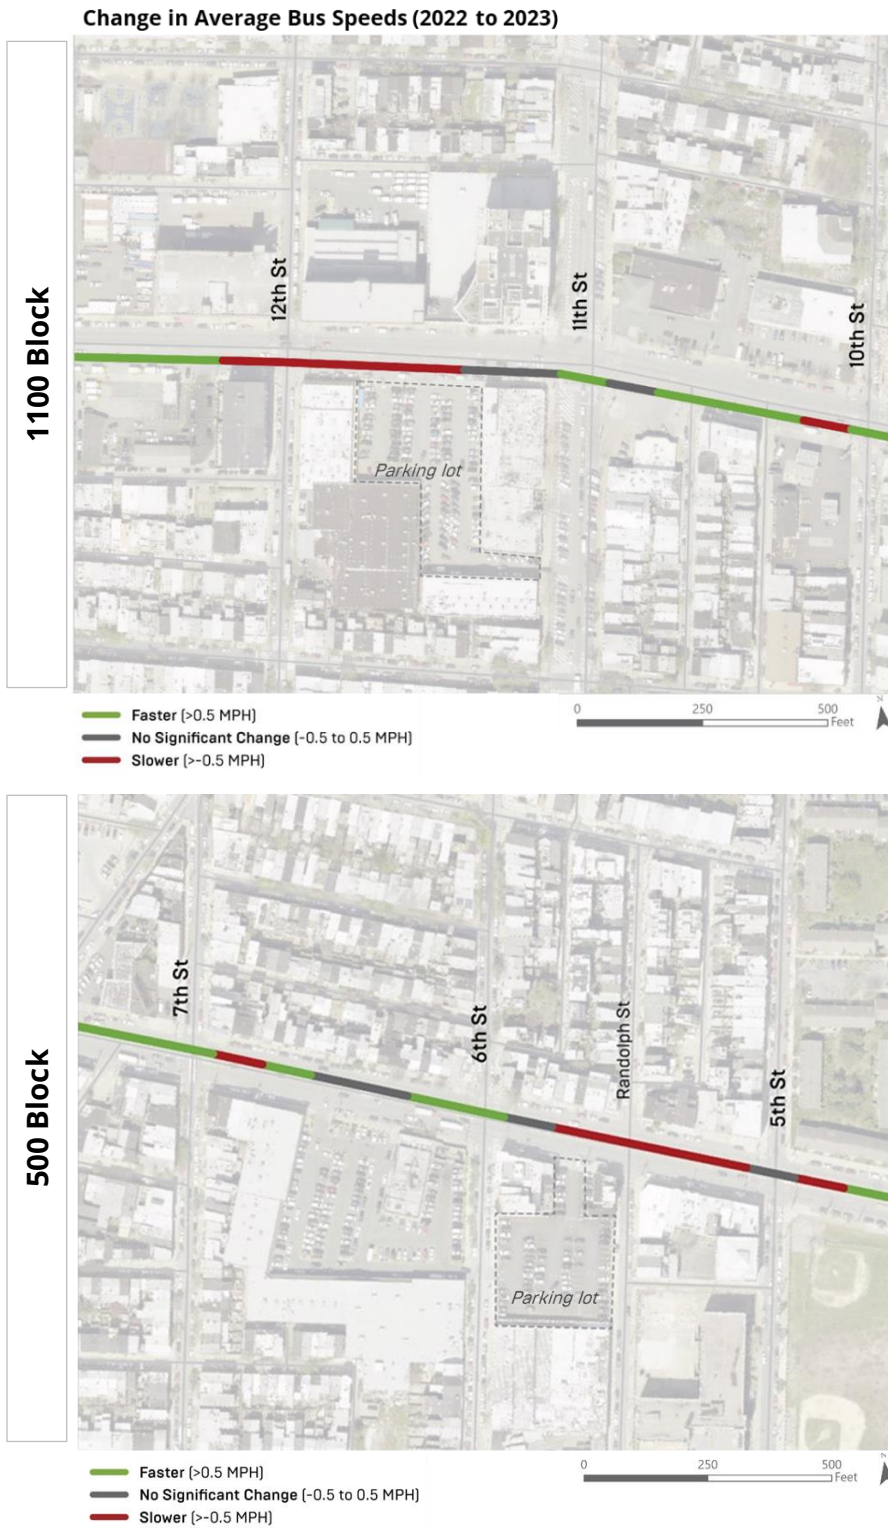 Change in Average Bus Speeds (2022 to 2023)
1100 Block
12th St
11th St
10th St
Parking lot
Faster (>0.5 MPH)
No Significant Change (-0.5 to 0.5 MPH)
Slower (>-0.5 MPH)
0 250 500
Feet
500 Block
7th St
6th St
Randolph St
5th St
Parking lot
Faster (>0.5 MPH)
No Significant Change (-0.5 to 0.5 MPH)
Slower (>-0.5 MPH)
0 250 500
Feet